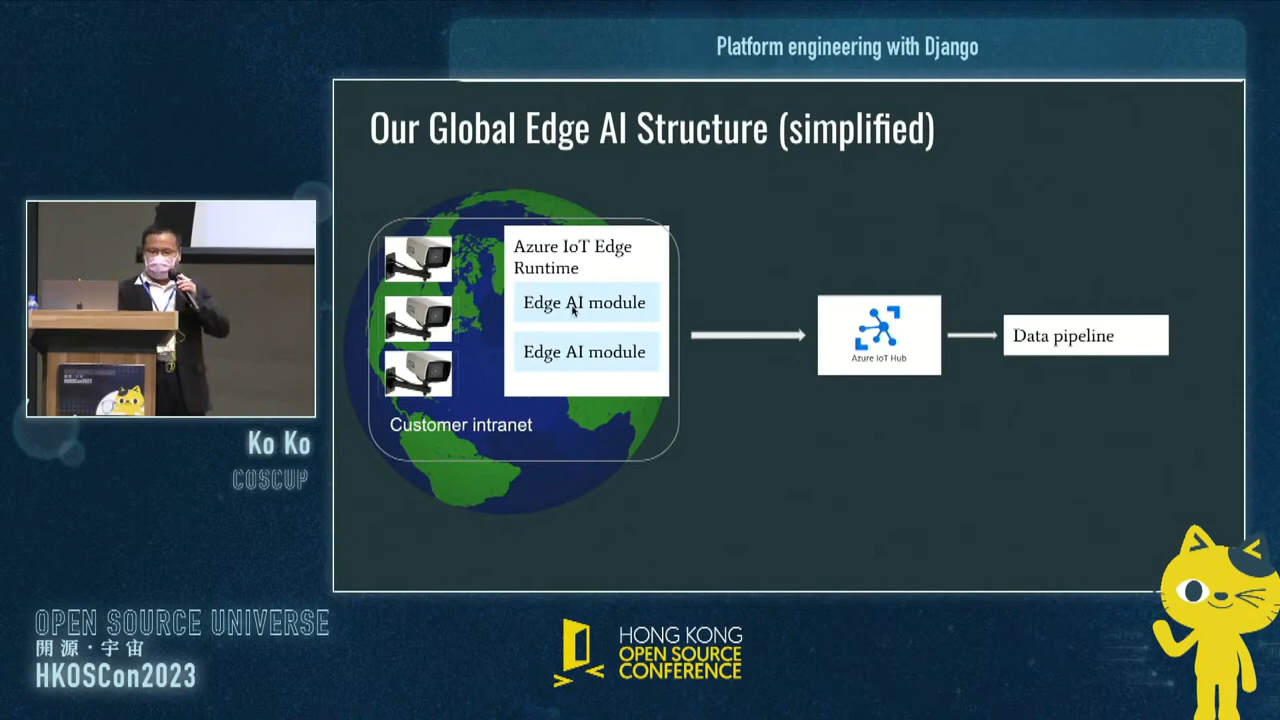 Platform engineering with Django
Our Global Edge AI Structure (simplified)
Azure IoT Edge
Runtime
Edge AI module
Edge AI module
Customer intranet
Azure IoT Hub
Data pipeline
Ko Ko
COSCUP
OPEN SOURCE UNIVERSE
開源·宇宙
HKOSCon2023
HONG KONG
OPEN SOURCE
CONFERENCE